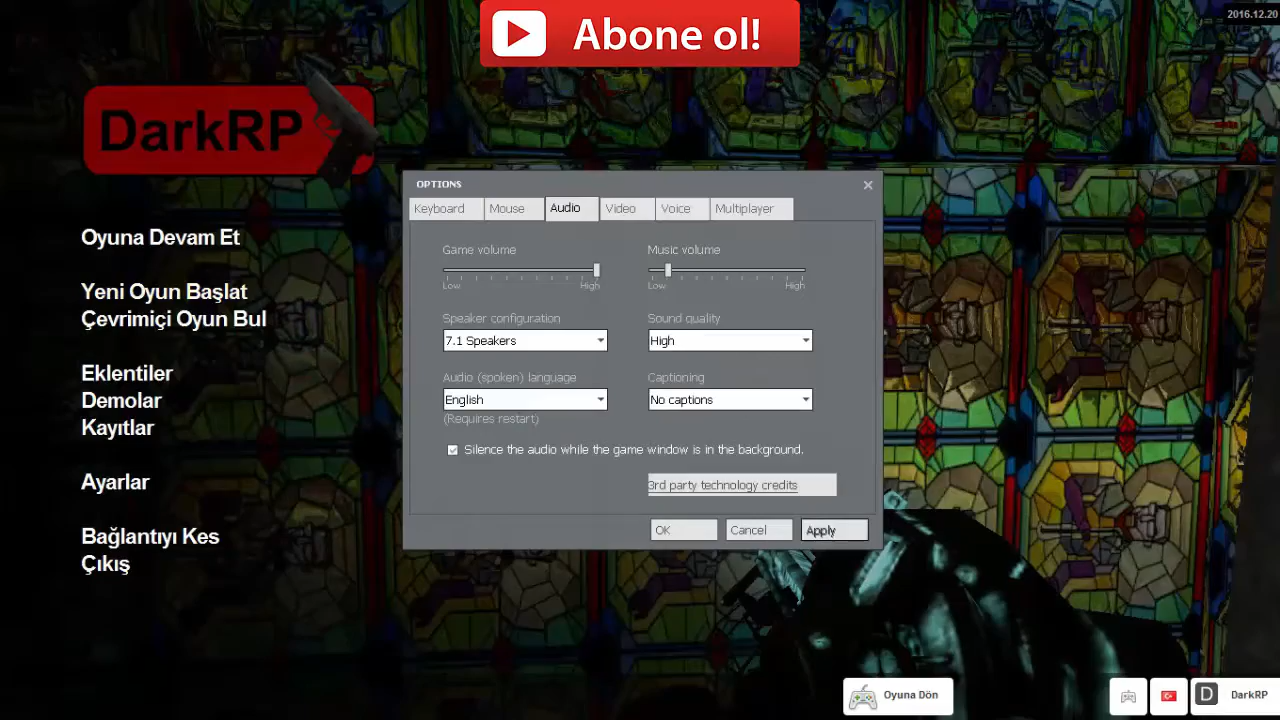 Abone ol!
2016.12.20
DarkRP
Oyuna Devam Et
Yeni Oyun Başlat
Çevrimiçi Oyun Bul
Eklentiler
Demolar
Kayıtlar
Ayarlar
Bağlantıyı Kes
Çıkış
OPTIONS
Keyboard Mouse Audio Video Voice Multiplayer
Game volume Music volume
Low High Low High
Speaker configuration Sound quality
7.1 Speakers High
Audio (spoken) language Captioning
English No captions
(Requires restart)
Silence the audio while the game window is in the background.
3rd party technology credits
OK Cancel Apply
Oyuna Dön
D DarkRP